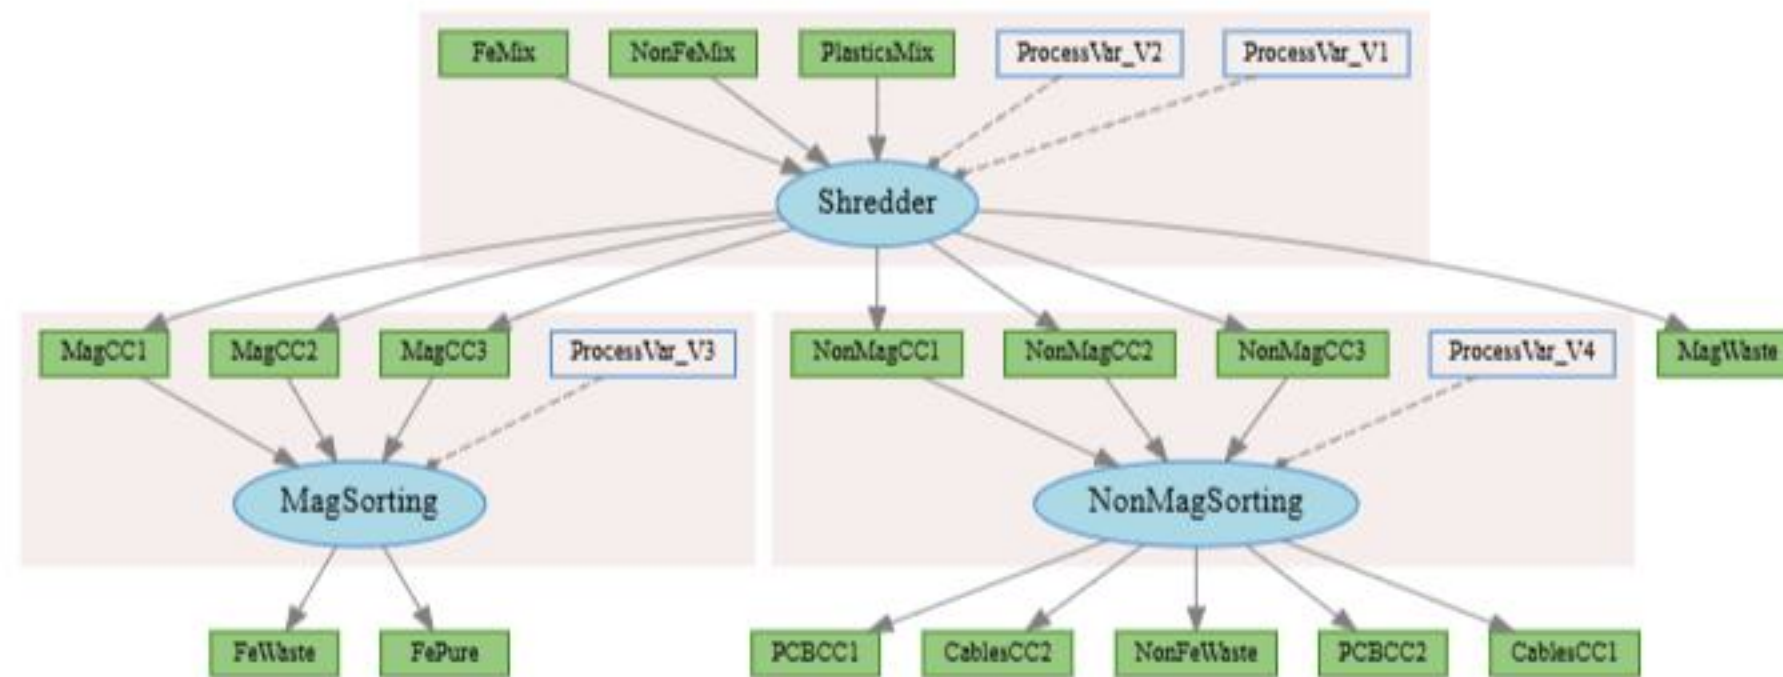 FeMix
NonFeMix
PlasticsMix
ProcessVar_V2
ProcessVar_V1
Shredder
MagCC1
MagCC2
MagCC3
ProcessVar_V3
NonMagCC1
NonMagCC2
NonMagCC3
ProcessVar_V4
MagWaste
MagSorting
NonMagSorting
FeWaste
FePure
PCBCC1
CablesCC2
NonFeWaste
PCBCC2
CablesCC1